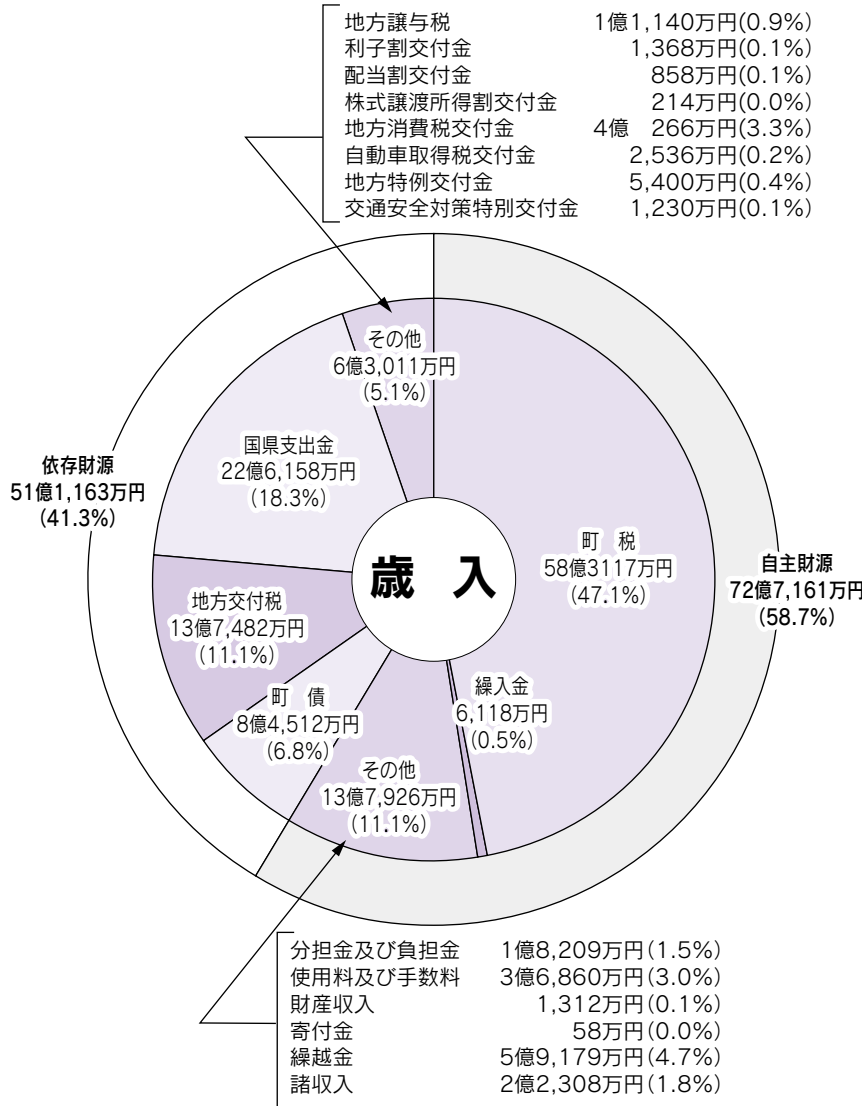 地方譲与税 1億1,140万円(0.9%)
利子割交付金 1,368万円(0.1%)
配当割交付金 858万円(0.1%)
株式譲渡所得割交付金 214万円(0.0%)
地方消費税交付金 4億 266万円(3.3%)
自動車取得税交付金 2,536万円(0.2%)
地方特例交付金 5,400万円(0.4%)
交通安全対策特別交付金 1,230万円(0.1%)
その他
6億3,011万円
(5.1%)
国県支出金
22億6,158万円
(18.3%)
依存財源
51億1,163万円
(41.3%)
歳 入
町 税
58億3117万円
(47.1%)
自主財源
72億7,161万円
(58.7%)
地方交付税
13億7,482万円
(11.1%)
繰入金
6,118万円
(0.5%)
町 債
8億4,512万円
(6.8%)
その他
13億7,926万円
(11.1%)
分担金及び負担金 1億8,209万円(1.5%)
使用料及び手数料 3億6,860万円(3.0%)
財産収入 1,312万円(0.1%)
寄付金 58万円(0.0%)
繰越金 5億9,179万円(4.7%)
諸収入 2億2,308万円(1.8%)